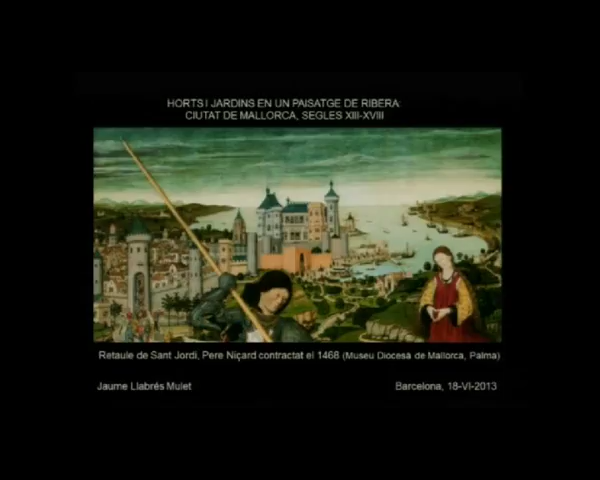 HORTS I JARDINS EN UN PAISATGE DE RIBERA:
CIUTAT DE MALLORCA, SEGLES XIII-XVIII
Retaule de Sant Jordi, Pere Niçard contractat el 1468 (Museu Diocesà de Mallorca, Palma)
Jaume Llabrés Mulet
Barcelona, 18-VI-2013